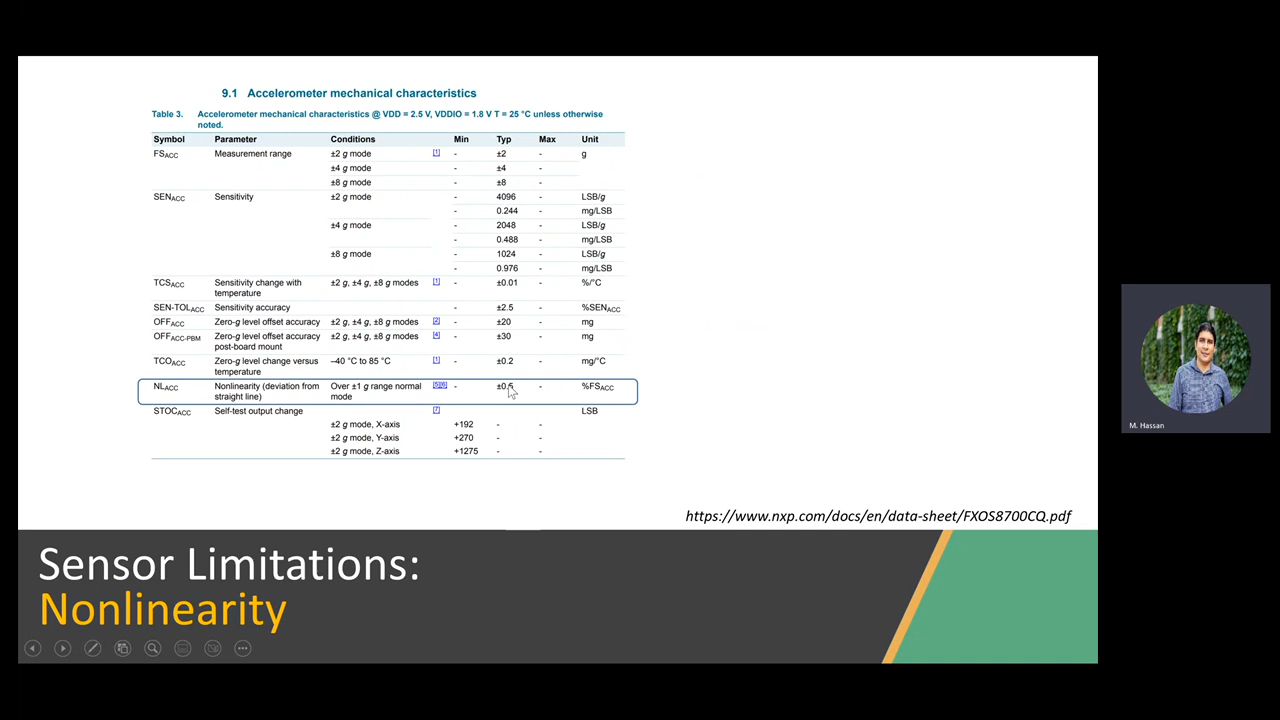 9.1 Accelerometer mechanical characteristics
Table 3. Accelerometer mechanical characteristics @ VDD = 2.5 V, VDDIO = 1.8 V T = 25 °C unless otherwise
noted.
Symbol Parameter Conditions Min Typ Max Unit
FSACC Measurement range ±2 g mode [1] - ±2 - g
±4 g mode - ±4 -
±8 g mode - ±8 -
SENACC Sensitivity ±2 g mode - 4096 - LSB/g
- 0.244 - mg/LSB
±4 g mode - 2048 - LSB/g
- 0.488 - mg/LSB
±8 g mode - 1024 - LSB/g
- 0.976 - mg/LSB
TCSACC Sensitivity change with ±2 g, ±4 g, ±8 g modes [1] - ±0.01 - %/°C
temperature
SEN-TOLACC Sensitivity accuracy - ±2.5 - %SENACC
OFFACC Zero-g level offset accuracy ±2 g, ±4 g, ±8 g modes [2] - ±20 - mg
OFFACC-PBM Zero-g level offset accuracy ±2 g, ±4 g, ±8 g modes [4] - ±30 - mg
post-board mount
TCOACC Zero-g level change versus –40 °C to 85 °C [1] - ±0.2 - mg/°C
temperature
NLACC Nonlinearity (deviation from Over ±1 g range normal [5][6] - ±0.5 - %FSACC
straight line) mode
STOCACC Self-test output change [7] LSB
±2 g mode, X-axis +192 - -
±2 g mode, Y-axis +270 - -
±2 g mode, Z-axis +1275 - -
M. Hassan
https://www.nxp.com/docs/en/data-sheet/FXOS8700CQ.pdf
Sensor Limitations:
Nonlinearity